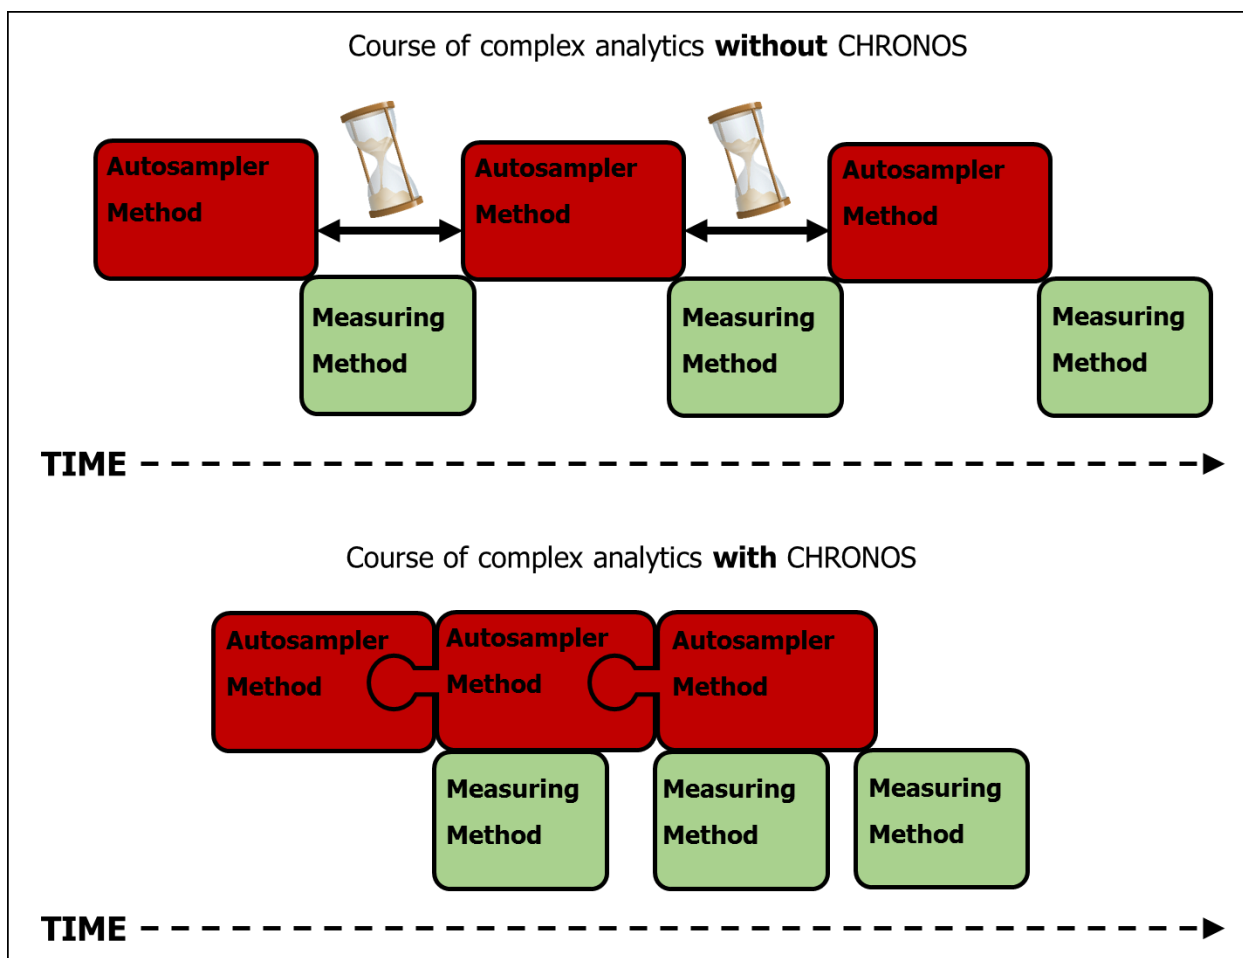 Course of complex analytics without CHRONOS
Autosampler
Method
Autosampler
Method
Autosampler
Method
Measuring
Method
Measuring
Method
Measuring
Method
TIME
Course of complex analytics with CHRONOS
Autosampler
Method
Autosampler
Method
Autosampler
Method
Measuring
Method
Measuring
Method
Measuring
Method
TIME